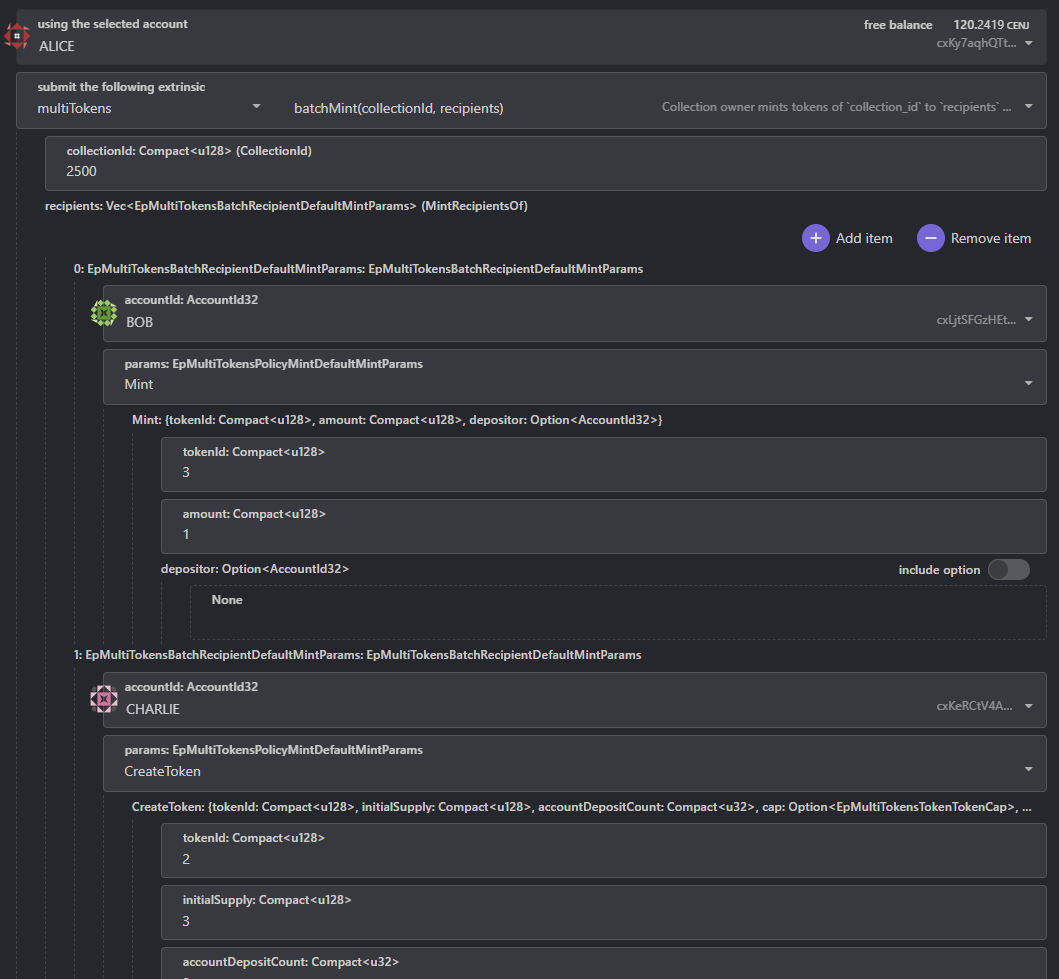 using the selected account
free balance 120.2419 CENJ
ALICE
cxKy7aqhQTt...
submit the following extrinsic
multiTokens
batchMint(collectionId, recipients)
Collection owner mints tokens of `collection_id` to `recipients` ...
collectionId: Compact<u128> (CollectionId)
2500
recipients: Vec<EpMultiTokensBatchRecipientDefaultMintParams> (MintRecipientsOf)
Add item
Remove item
0: EpMultiTokensBatchRecipientDefaultMintParams: EpMultiTokensBatchRecipientDefaultMintParams
accountId: AccountId32
BOB
cxLjtSFGzHEt...
params: EpMultiTokensPolicyMintDefaultMintParams
Mint
Mint: {tokenId: Compact<u128>, amount: Compact<u128>, depositor: Option<AccountId32>}
tokenId: Compact<u128>
3
amount: Compact<u128>
1
depositor: Option<AccountId32>
include option
None
1: EpMultiTokensBatchRecipientDefaultMintParams: EpMultiTokensBatchRecipientDefaultMintParams
accountId: AccountId32
CHARLIE
cxKeRCtV4A...
params: EpMultiTokensPolicyMintDefaultMintParams
CreateToken
CreateToken: {tokenId: Compact<u128>, initialSupply: Compact<u128>, accountDepositCount: Compact<u32>, cap: Option<EpMultiTokensTokenTokenCap>, ...
tokenId: Compact<u128>
2
initialSupply: Compact<u128>
3
accountDepositCount: Compact<u32>